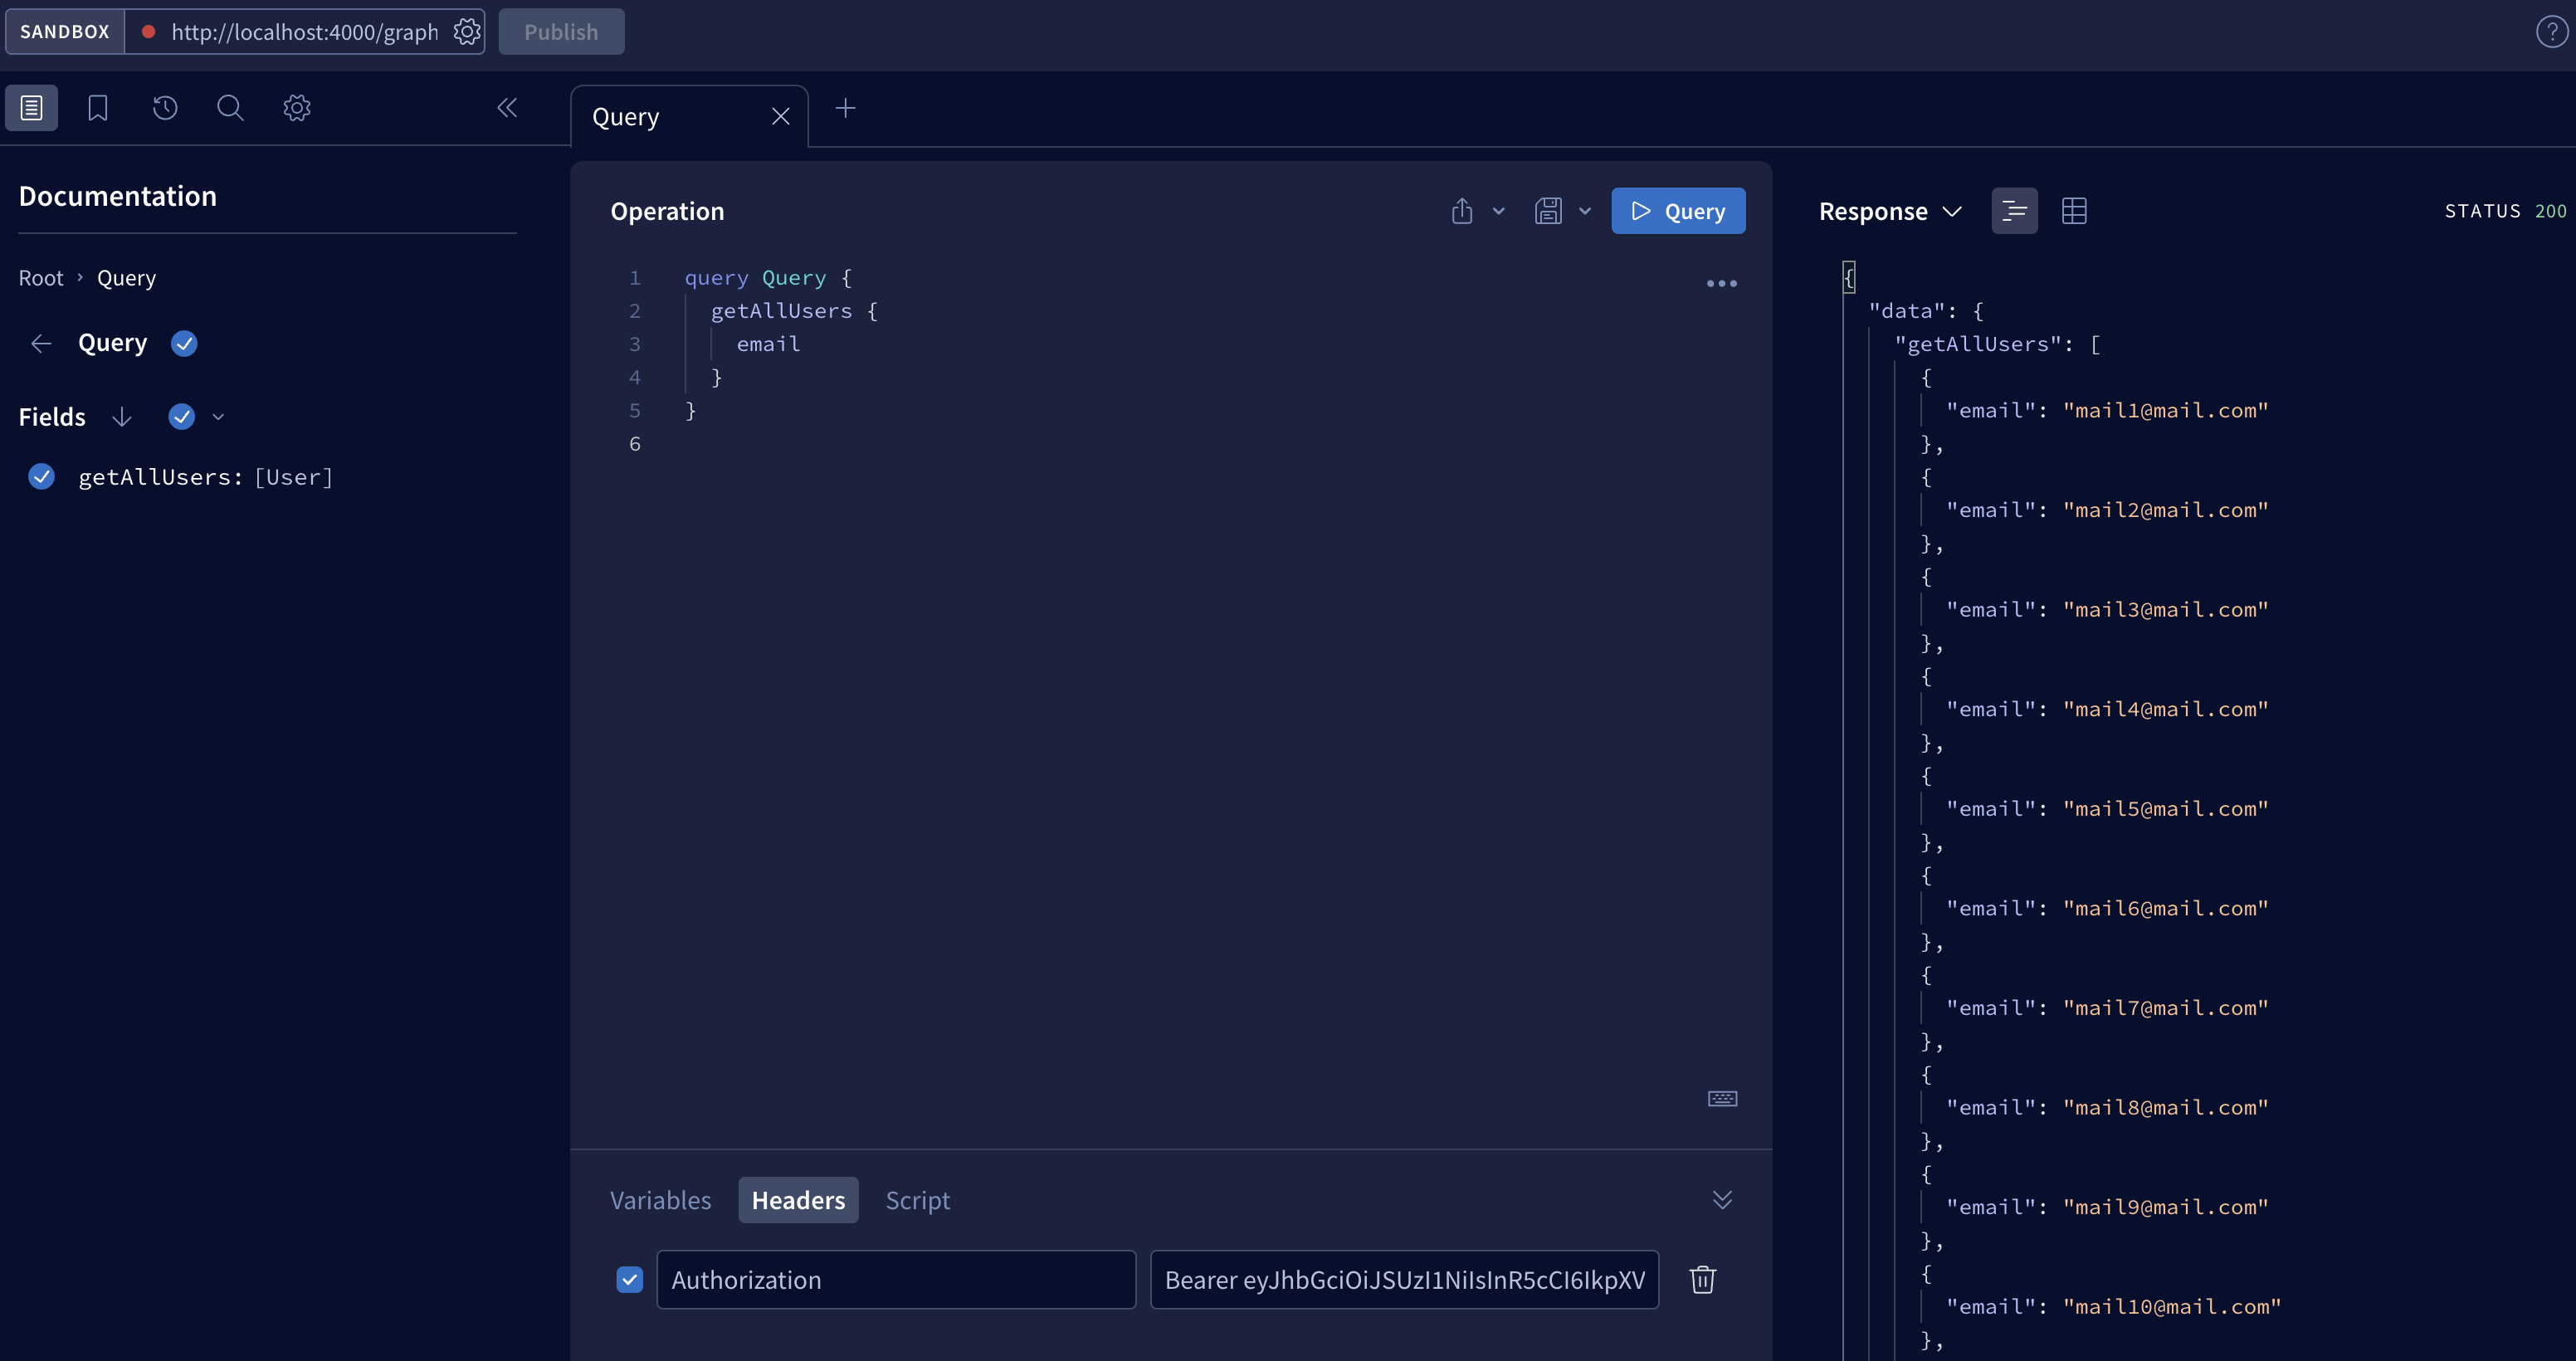 SANDBOX
http://localhost:4000/graph
Publish
Query
Documentation
Root › Query
Query
Fields
getAllUsers: [User]
Operation
Query
1 query Query {
2 getAllUsers {
3 email
4 }
5 }
6
Variables
Headers
Script
Authorization
Bearer eyJhbGciOiJSUzI1NiIsInR5cCI6IkpXV
Response
STATUS 200
{
"data": {
"getAllUsers": [
{
"email": "mail1@mail.com"
},
{
"email": "mail2@mail.com"
},
{
"email": "mail3@mail.com"
},
{
"email": "mail4@mail.com"
},
{
"email": "mail5@mail.com"
},
{
"email": "mail6@mail.com"
},
{
"email": "mail7@mail.com"
},
{
"email": "mail8@mail.com"
},
{
"email": "mail9@mail.com"
},
{
"email": "mail10@mail.com"
},